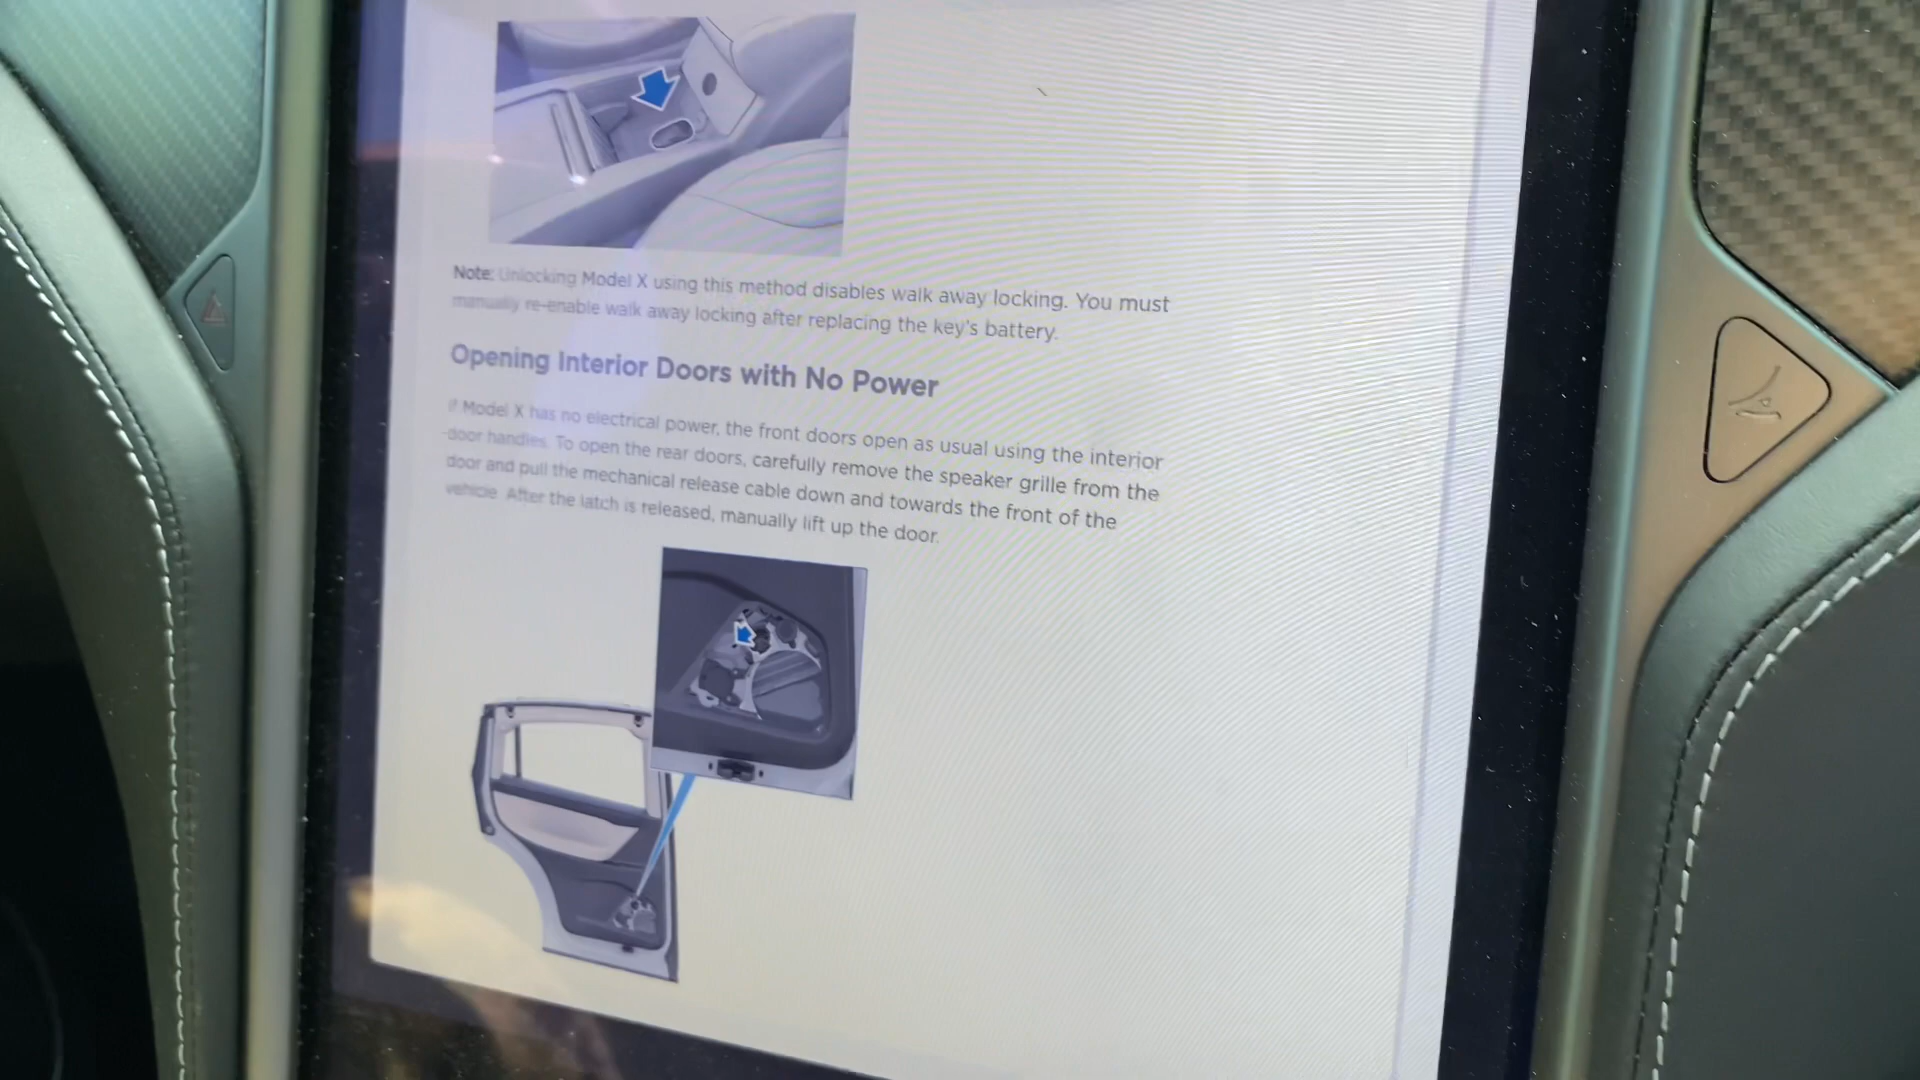 Note: Unlocking Model X using this method disables walk away locking. You must
manually re-enable walk away locking after replacing the key's battery.
Opening Interior Doors with No Power
If Model X has no electrical power, the front doors open as usual using the interior
door handles. To open the rear doors, carefully remove the speaker grille from the
door and pull the mechanical release cable down and towards the front of the
vehicle. After the latch is released, manually lift up the door.